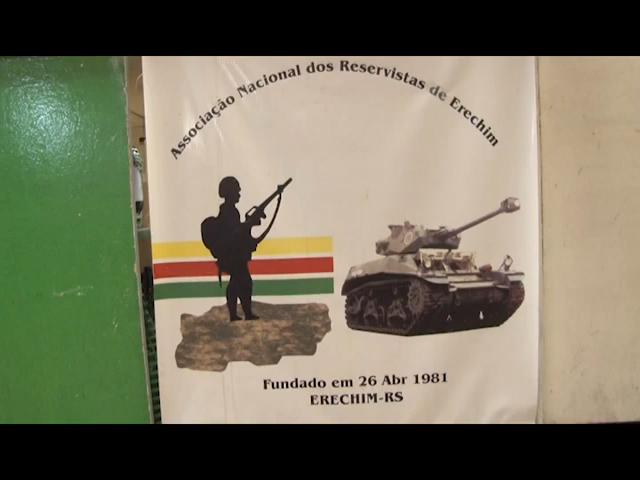 Associação Nacional dos Reservistas de Erechim
Fundado em 26 Abr 1981
ERECHIM-RS